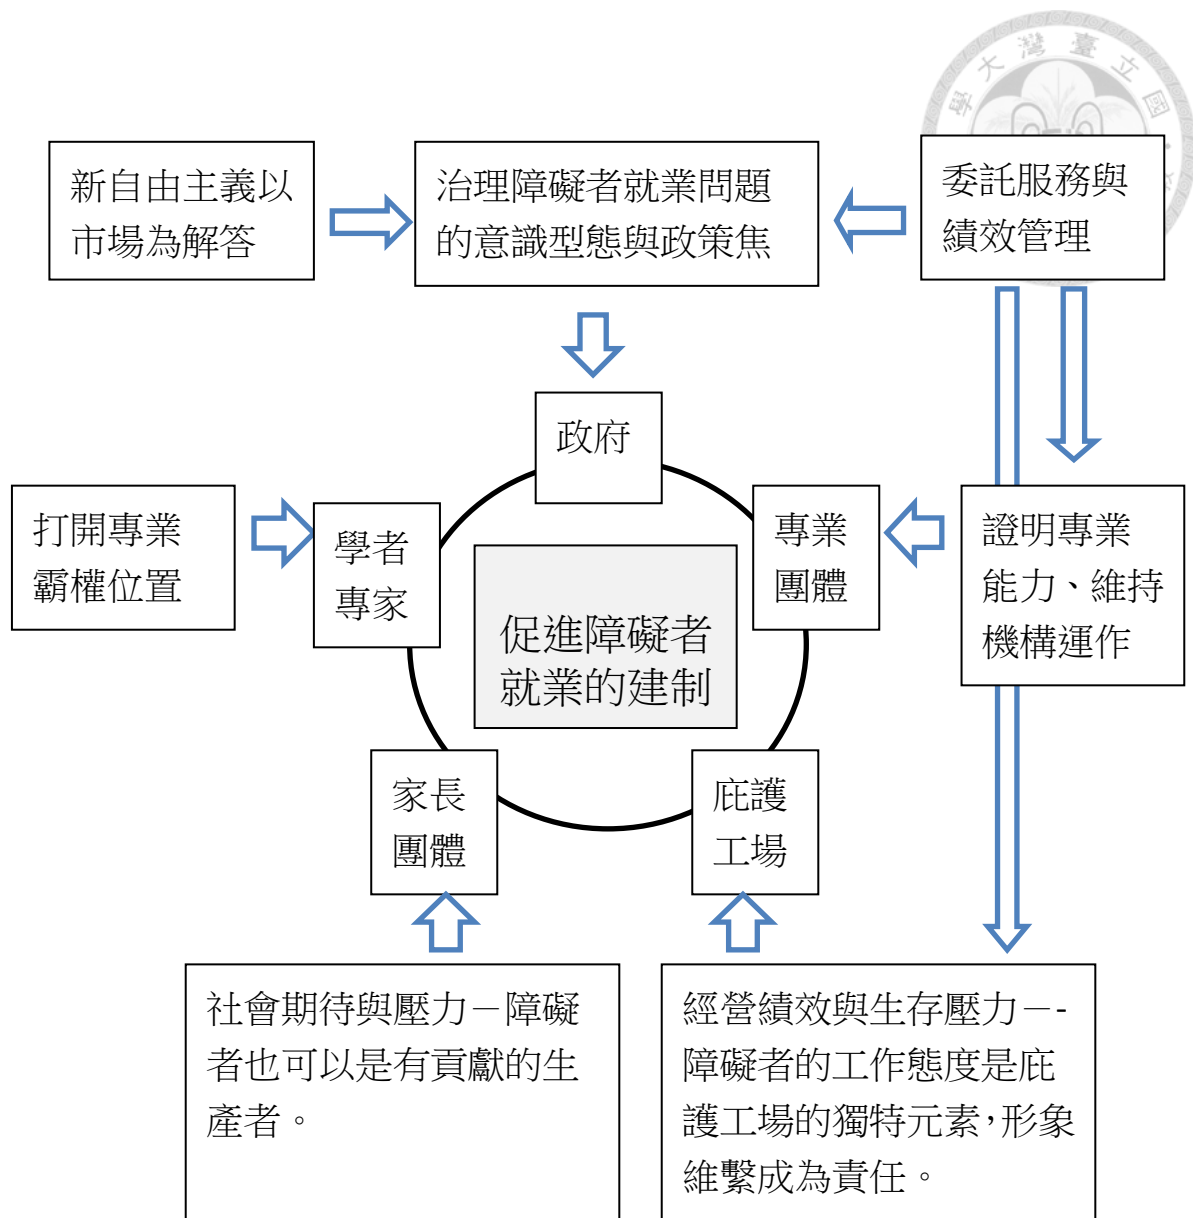 學大灣臺立國
新自由主義以
市場為解答
治理障礙者就業問題
的意識型態與政策焦
委託服務與
績效管理
政府
打開專業
霸權位置
學者
專家
專業
團體
證明專業
能力、維持
機構運作
促進障礙者
就業的建制
家長
團體
庇護
工場
社會期待與壓力－障礙
者也可以是有貢獻的生
產者。
經營績效與生存壓力－-
障礙者的工作態度是庇
護工場的獨特元素，形象
維繫成為責任。